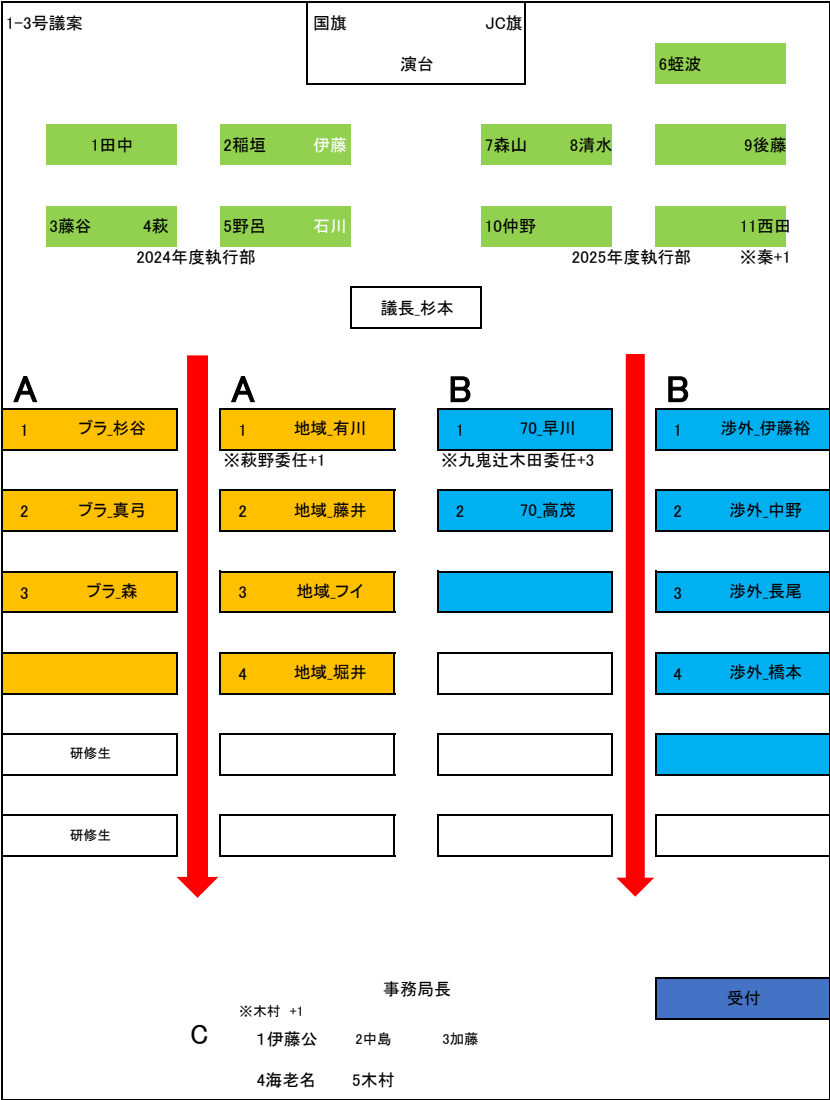 1-3号議案
国旗 JC旗
演台
6蛭波
1田中 2稲垣 伊藤 7森山 8清水 9後藤
3藤谷 4萩 5野呂 石川 10仲野 11西田
2024年度執行部 2025年度執行部 ※秦+1
議長_杉本
A A B B
1 ブラ_杉谷 1 地域_有川 1 70_早川 1 渉外_伊藤裕
※萩野委任+1 ※九鬼辻木田委任+3
2 ブラ_真弓 2 地域_藤井 2 70_高茂 2 渉外_中野
3 ブラ_森 3 地域_フイ 3 渉外_長尾
4 地域_堀井 4 渉外_橋本
研修生
研修生
事務局長
受付
※木村 +1
C 1伊藤公 2中島 3加藤
4海老名 5木村